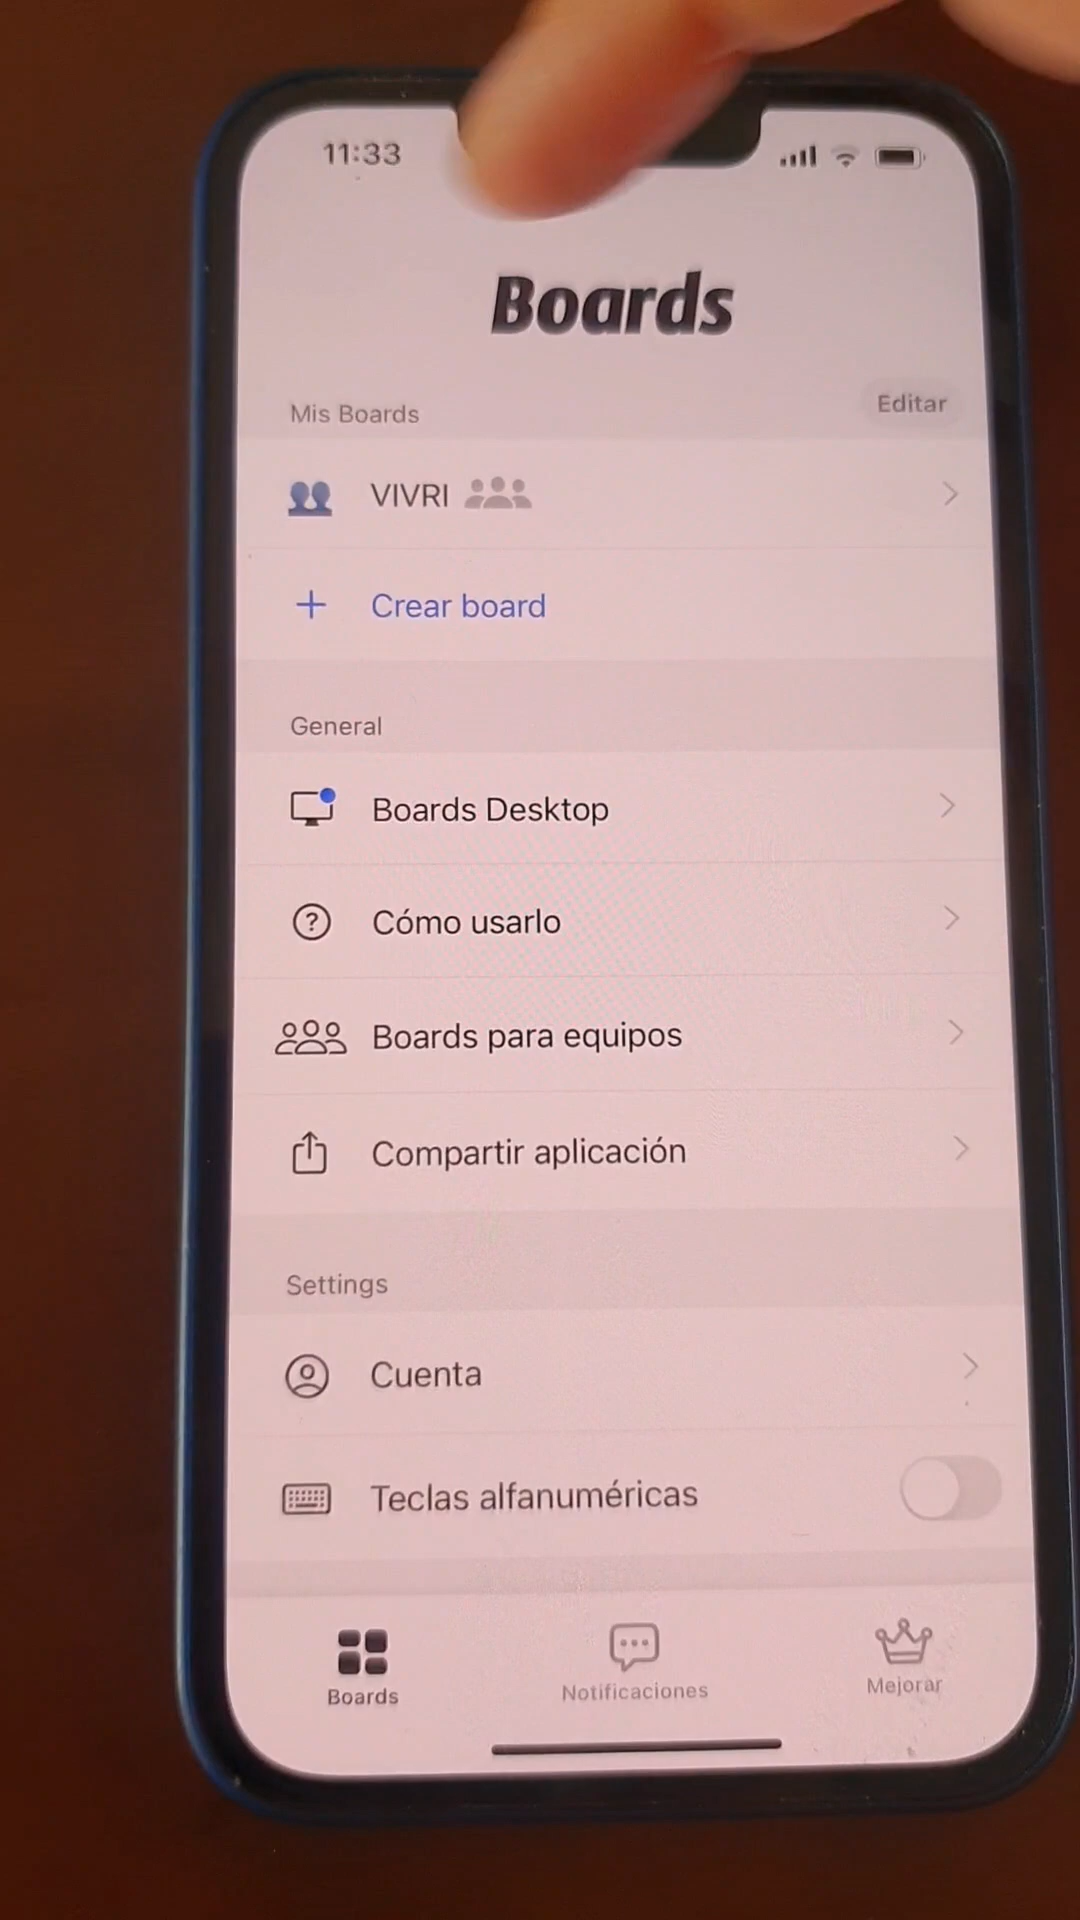 11:33
Boards
Mis Boards
Editar
VIVRI
Crear board
General
Boards Desktop
Cómo usarlo
Boards para equipos
Compartir aplicación
Settings
Cuenta
Teclas alfanuméricas
Boards
Notificaciones
Mejorar